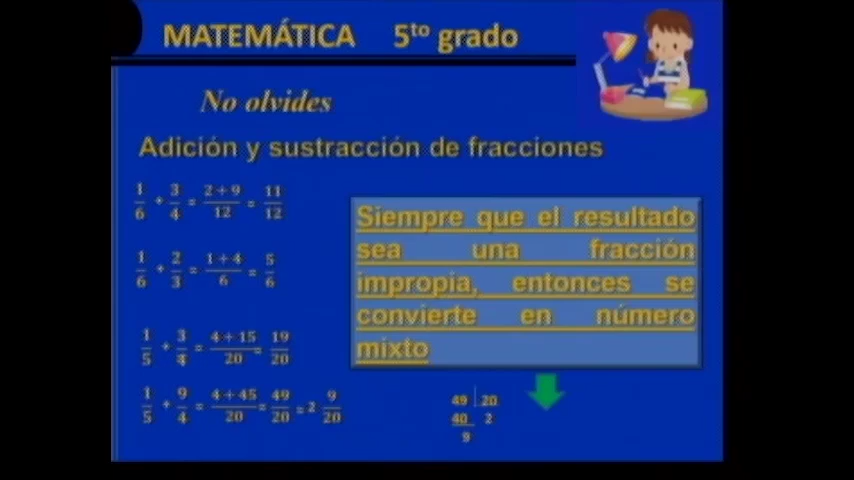 MATEMÁTICA 5to grado
No olvides
Adición y sustracción de fracciones
1/6 + 3/4 = (2+9)/12 = 11/12
1/6 + 2/3 = (1+4)/6 = 5/6
1/5 + 3/4 = (4+15)/20 = 19/20
1/5 + 9/4 = (4+45)/20 = 49/20 = 2 9/20
Siempre que el resultado
sea una fracción
impropia, entonces se
convierte en número
mixto
49 | 20
40 2
9